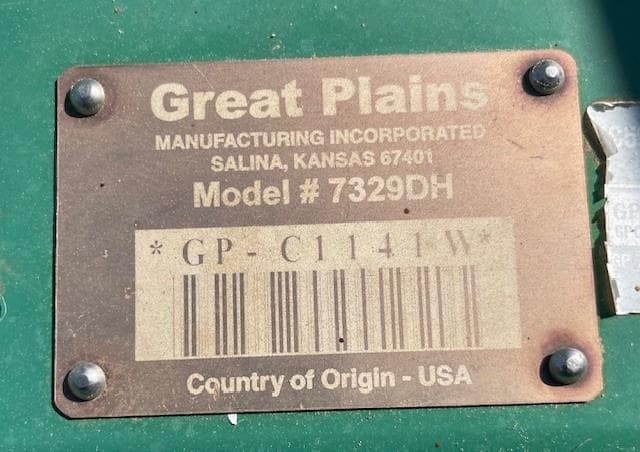 Great Plains
MANUFACTURING INCORPORATED
SALINA, KANSAS 67401
Model # 7329DH
*GP-C1141W*
Country of Origin - USA